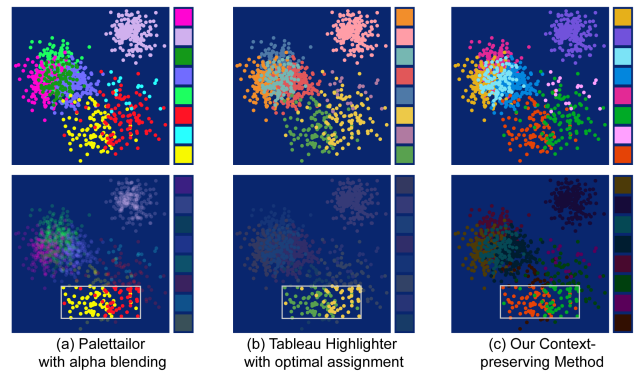 (a) Palettailor
with alpha blending
(b) Tableau Highlighter
with optimal assignment
(c) Our Context-
preserving Method